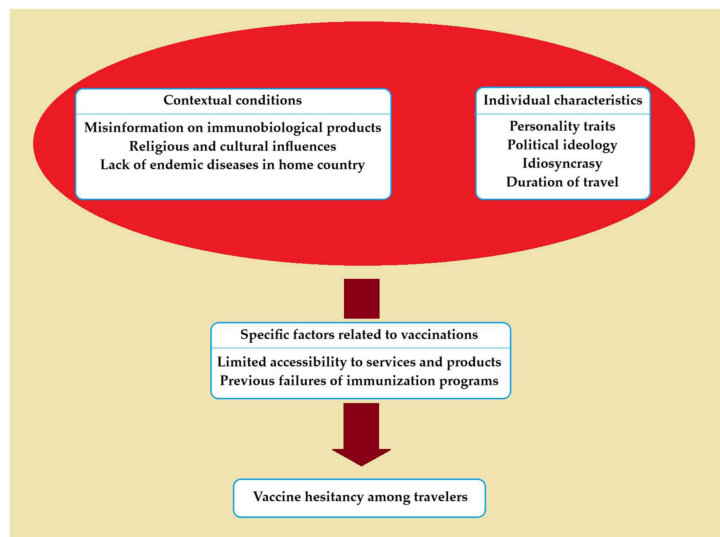 Contextual conditions
Misinformation on immunobiological products
Religious and cultural influences
Lack of endemic diseases in home country
Individual characteristics
Personality traits
Political ideology
Idiosyncrasy
Duration of travel
Specific factors related to vaccinations
Limited accessibility to services and products
Previous failures of immunization programs
Vaccine hesitancy among travelers